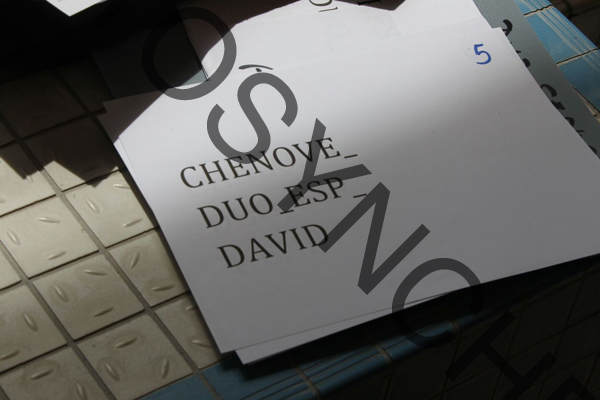 5
CHENOVE_
DUO_ESP_
DAVID